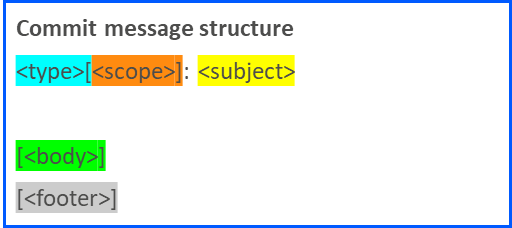 Commit message structure
<type>[<scope>]: <subject>
[<body>]
[<footer>]